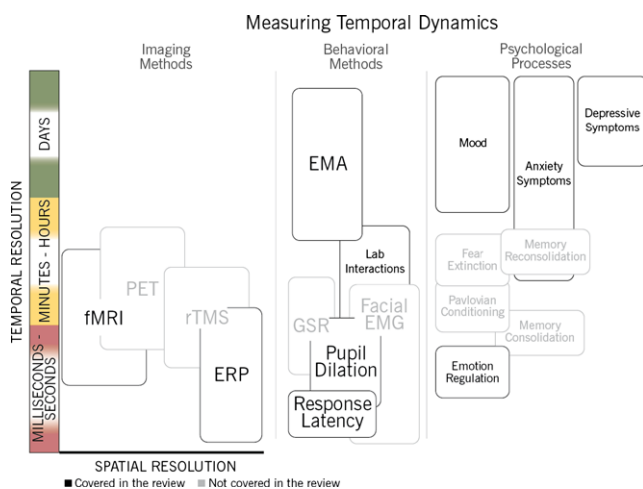 Measuring Temporal Dynamics
Imaging
Methods
Behavioral
Methods
Psychological
Processes
TEMPORAL RESOLUTION
DAYS
MINUTES - HOURS
MILLISECONDS -
SECONDS
fMRI
PET
rTMS
ERP
EMA
Lab
Interactions
GSR
Facial
EMG
Pupil
Dilation
Response
Latency
Mood
Anxiety
Symptoms
Depressive
Symptoms
Fear
Extinction
Memory
Reconsolidation
Pavlovian
Conditioning
Memory
Consolidation
Emotion
Regulation
SPATIAL RESOLUTION
Covered in the review
Not covered in the review